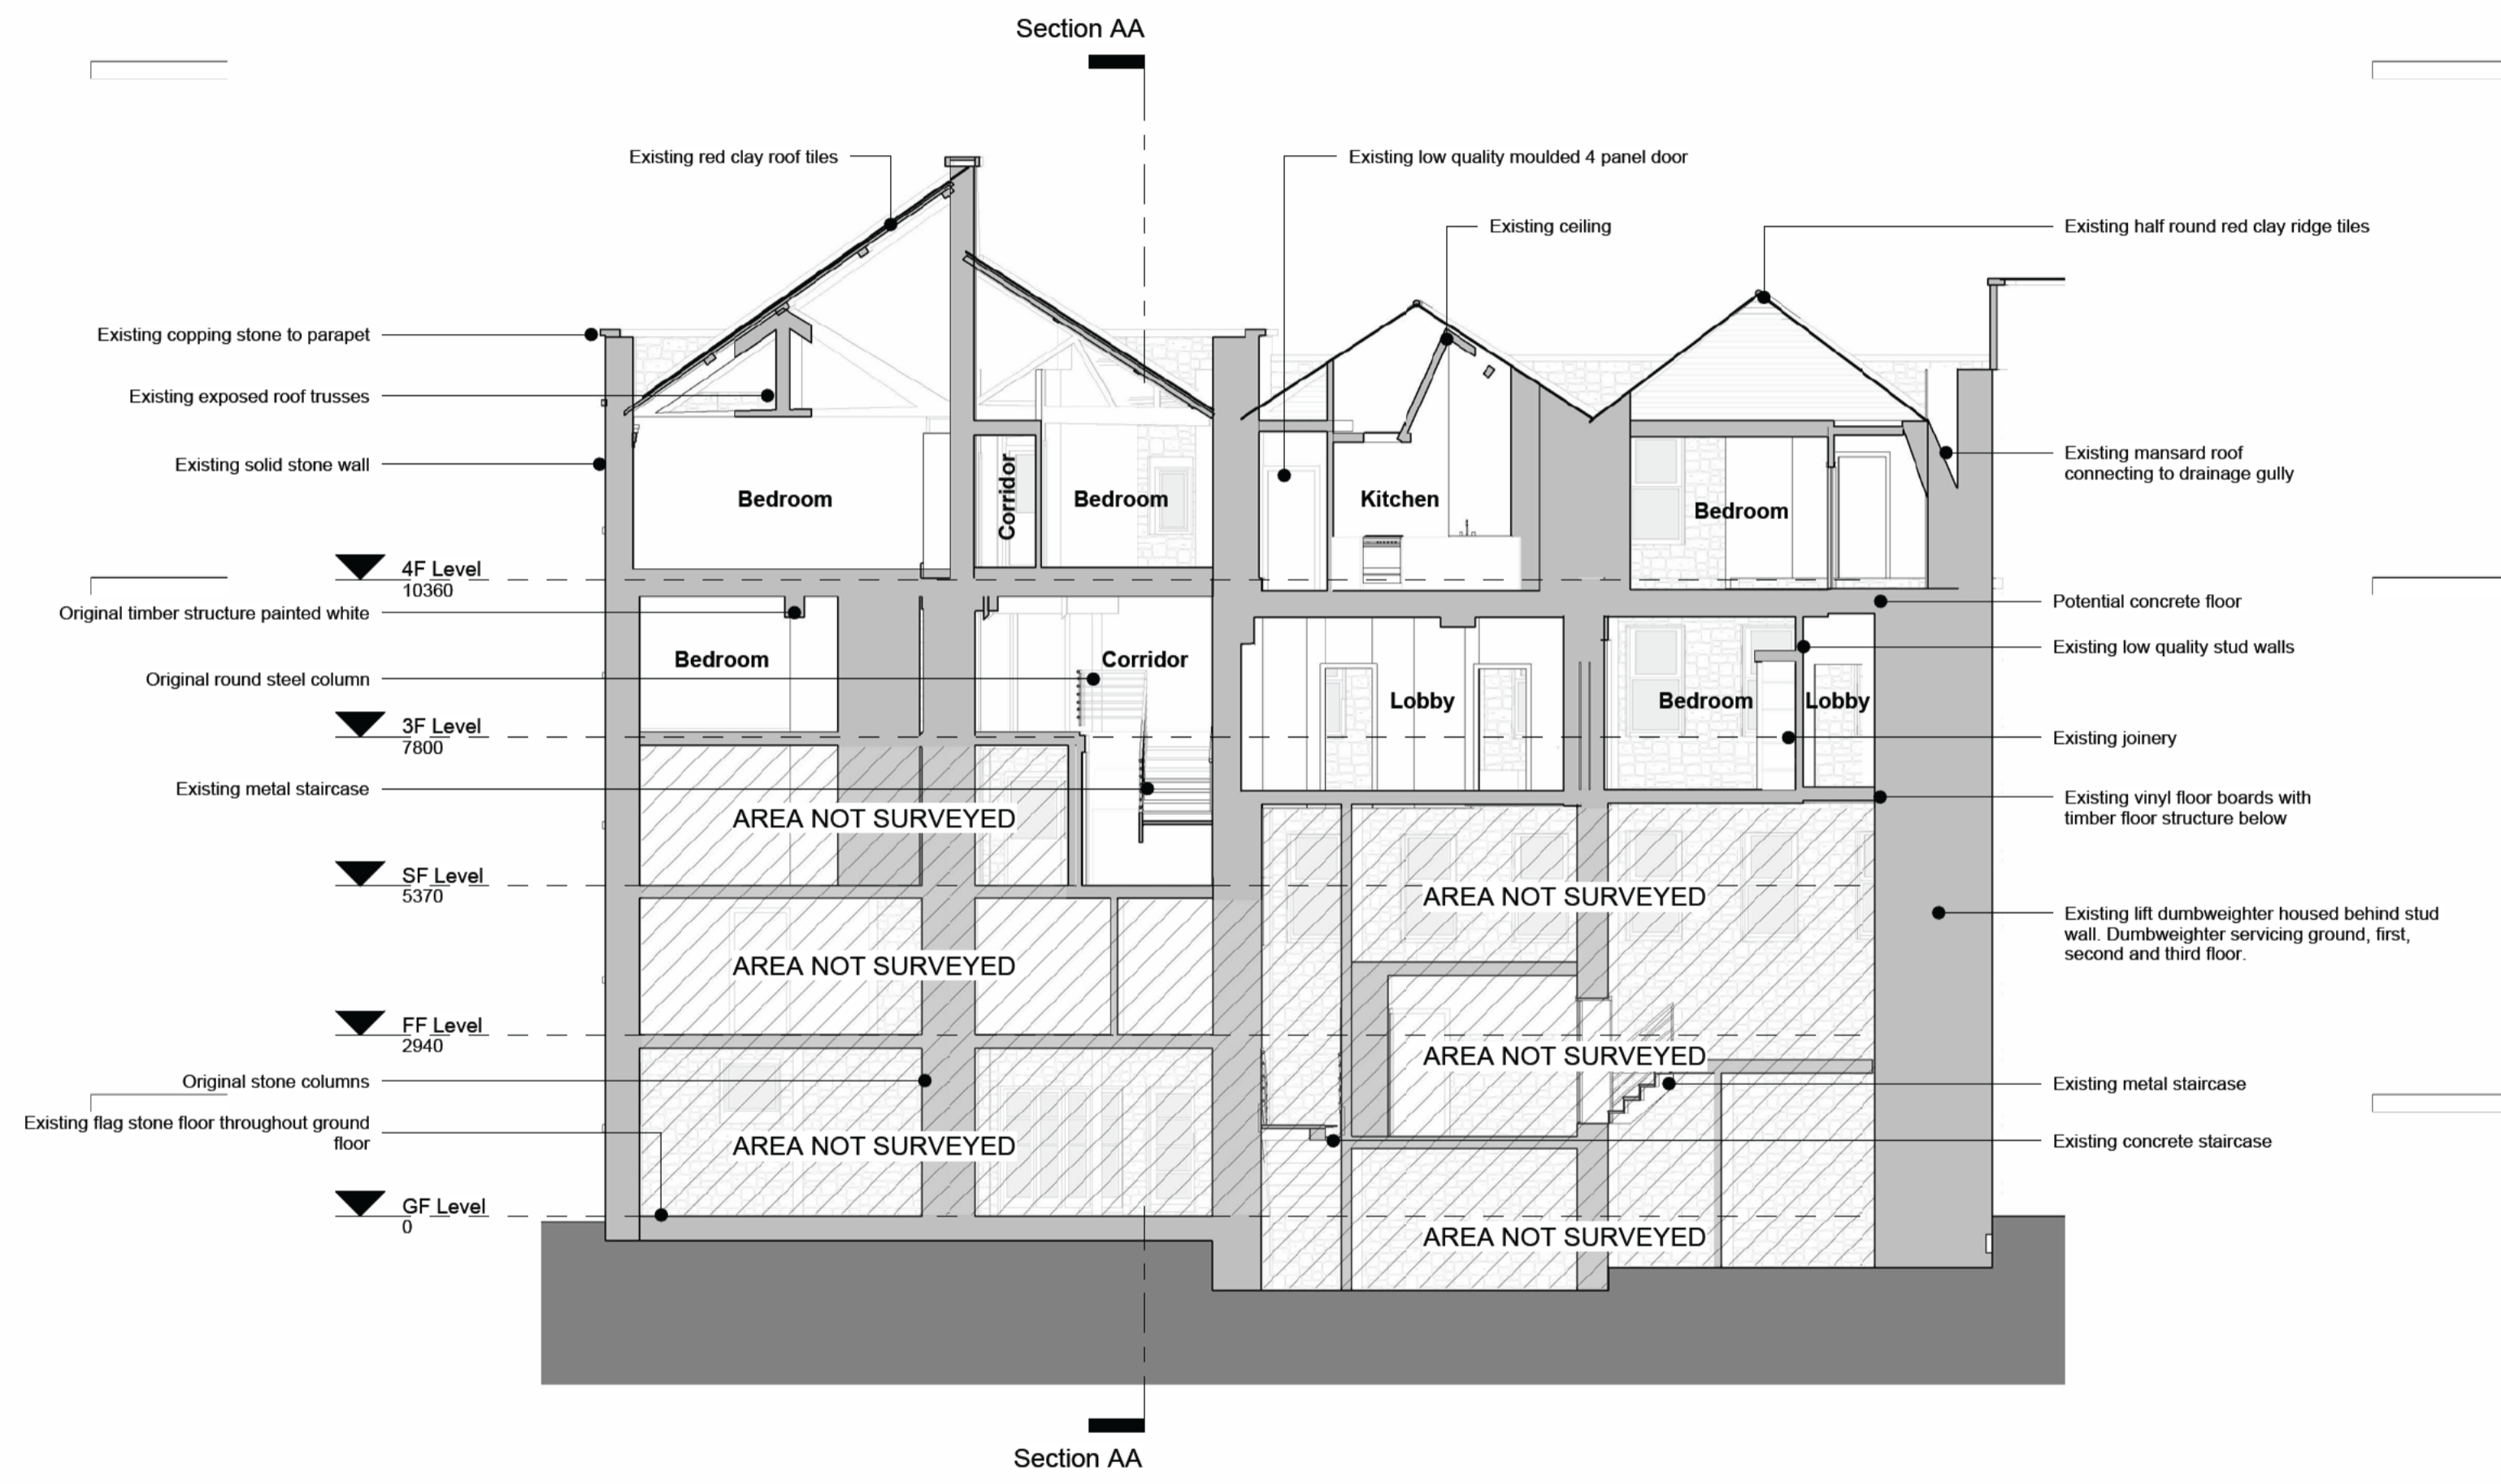 Section AA
Existing red clay roof tiles
Existing low quality moulded 4 panel door
Existing ceiling
Existing half round red clay ridge tiles
Existing copping stone to parapet
Existing exposed roof trusses
Existing solid stone wall
Existing mansard roof
connecting to drainage gully
Bedroom
Corridor
Bedroom
Kitchen
Bedroom
4F Level
10360
Original timber structure painted white
Potential concrete floor
Bedroom
Corridor
Existing low quality stud walls
Original round steel column
Lobby
Bedroom
Lobby
3F Level
7800
Existing joinery
Existing metal staircase
AREA NOT SURVEYED
Existing vinyl floor boards with
timber floor structure below
SF Level
5370
AREA NOT SURVEYED
Existing lift dumbweighter housed behind stud
wall. Dumbweighter servicing ground, first,
second and third floor.
AREA NOT SURVEYED
FF Level
2940
AREA NOT SURVEYED
Original stone columns
Existing metal staircase
Existing flag stone floor throughout ground
floor
AREA NOT SURVEYED
Existing concrete staircase
GF Level
0
AREA NOT SURVEYED
Section AA